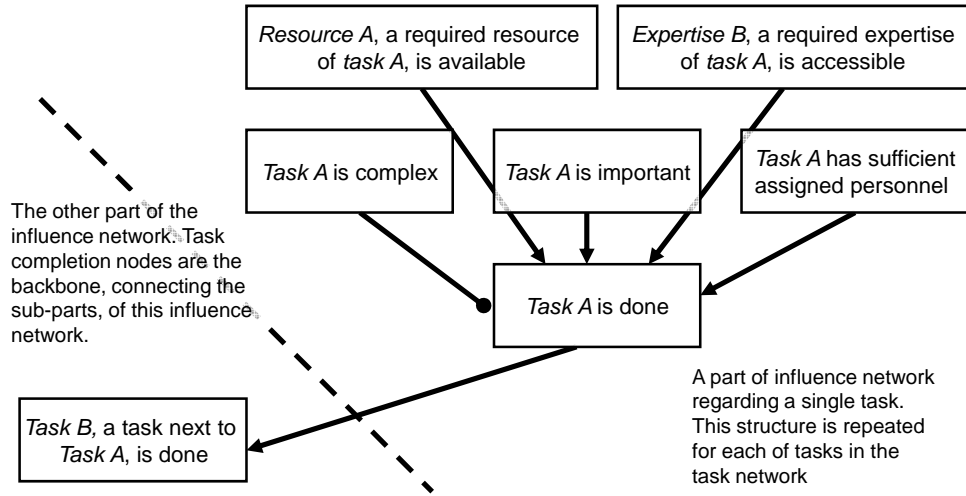 Resource A, a required resource
of task A, is available
Expertise B, a required expertise
of task A, is accessible
Task A is complex
Task A is important
Task A has sufficient
assigned personnel
The other part of the
influence network. Task
completion nodes are the
backbone, connecting the
sub-parts, of this influence
network.
Task A is done
A part of influence network
regarding a single task.
This structure is repeated
for each of tasks in the
task network
Task B, a task next to
Task A, is done